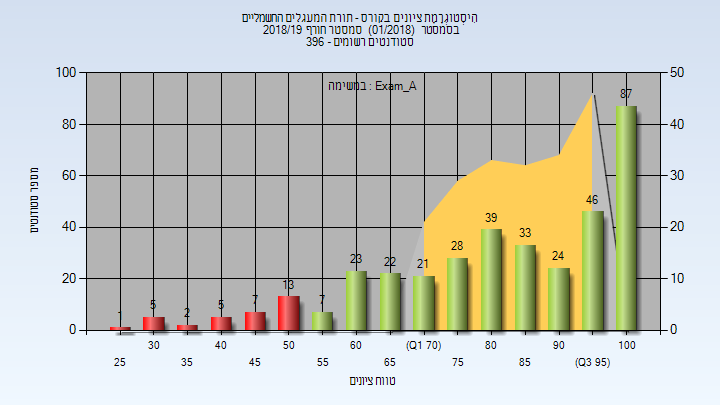 היסטוגרמת ציונים בקורס - תורת המעגלים החשמליים
בסמסטר (01/2018) סמסטר חורף 2018/19
סטודנטים רשומים - 396
במשימה : Exam_A
מספר סטודנטים
100 80 60 40 20 0
50 40 30 20 10 0
1 5 2 5 7 13 7 23 22 21 28 39 33 24 46 87
30 40 50 60 (Q1 70) 80 90 100
25 35 45 55 65 75 85 (Q3 95)
טווח ציונים